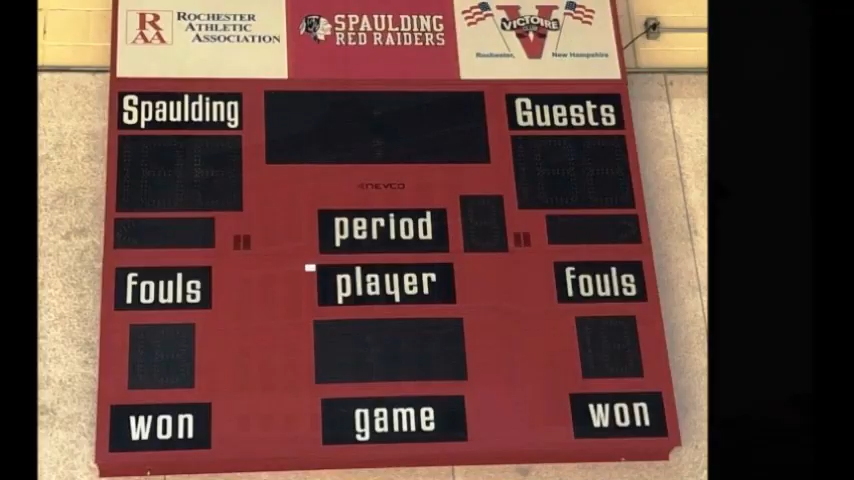 RAA
ROCHESTER
ATHLETIC
ASSOCIATION
SPAULDING
RED RAIDERS
VICTOIRE
CLUB
V
Rochester, New Hampshire
Spaulding
Guests
NEVCO
period
fouls
player
fouls
won
game
won